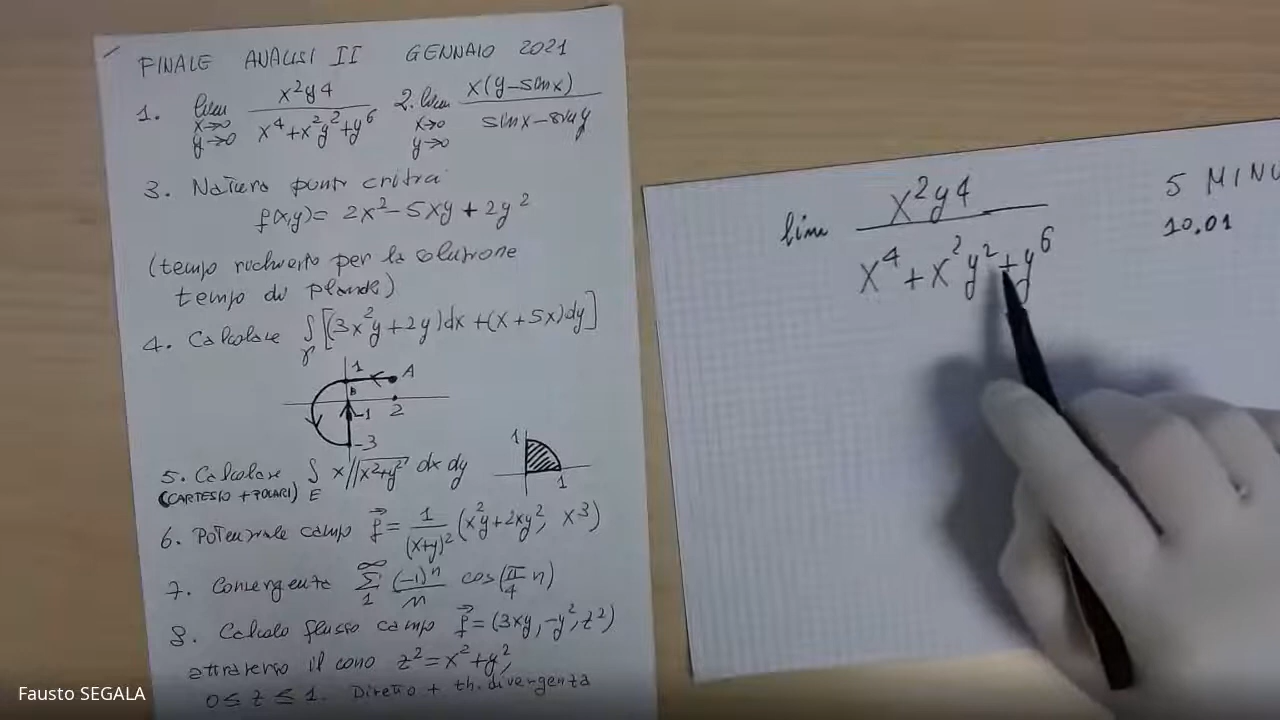 FINALE ANALISI II GENNAIO 2021
1. lim x→0 y→0 x²y4 / x⁴+x²y²+y⁶ 2. lim x→0 y→0 x(y-sinx) / sinx-siny
3. Natura punti critici
f(x,y)= 2x²-5xy+2y²
(tempo richiesto per la soluzione
tempo di
4. Calcolare ∫γ [(3x²y+2y)dx+(x+5x)dy]
1 A
B
-1 2
-3
1
1
5. Calcolare ∫E x/√x²+y² dx dy
(CARTESIO + POLARI)
6. Potenziale campo f⃗= 1/(x+y)² (x²y+2xy², x³)
7. Convergenza ∞Σ1 (-1)ⁿ/n cos(π/4 n)
8. Calcolo flusso campo f⃗=(3xy,-y²,z²)
attraverso il cono z²=x²+y²,
0≤z≤1. Diretto + th. divergenza
lim x²y4 / x⁴+x²y²+y⁶
5 MINU
10.01
Fausto SEGALA